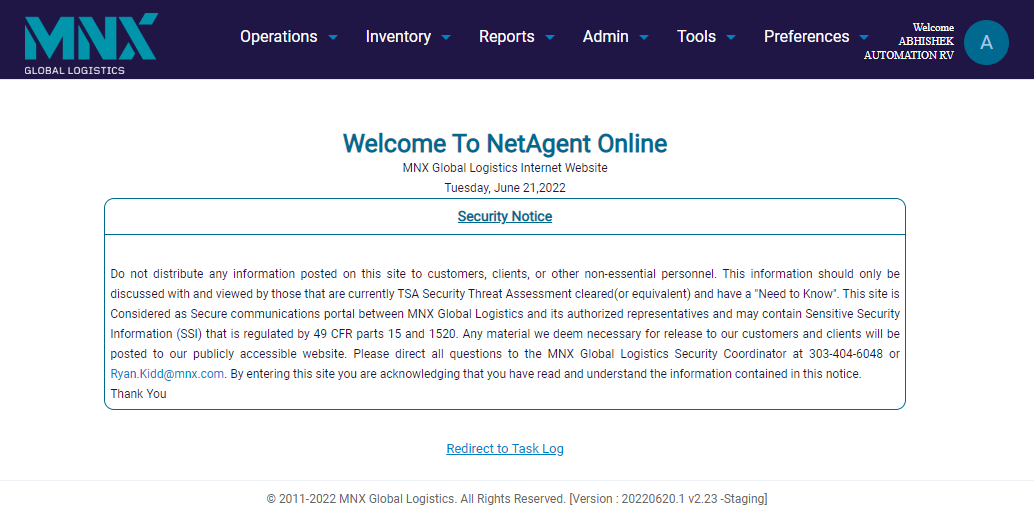 MNX
GLOBAL LOGISTICS
Operations Inventory Reports Admin Tools Preferences
Welcome
ABHISHEK
AUTOMATION RV
A
Welcome To NetAgent Online
MNX Global Logistics Internet Website
Tuesday, June 21,2022
Security Notice
Do not distribute any information posted on this site to customers, clients, or other non-essential personnel. This information should only be
discussed with and viewed by those that are currently TSA Security Threat Assessment cleared(or equivalent) and have a "Need to Know". This site is
Considered as Secure communications portal between MNX Global Logistics and its authorized representatives and may contain Sensitive Security
Information (SSI) that is regulated by 49 CFR parts 15 and 1520. Any material we deem necessary for release to our customers and clients will be
posted to our publicly accessible website. Please direct all questions to the MNX Global Logistics Security Coordinator at 303-404-6048 or
Ryan.Kidd@mnx.com. By entering this site you are acknowledging that you have read and understand the information contained in this notice.
Thank You
Redirect to Task Log
© 2011-2022 MNX Global Logistics. All Rights Reserved. [Version : 20220620.1 v2.23 -Staging]